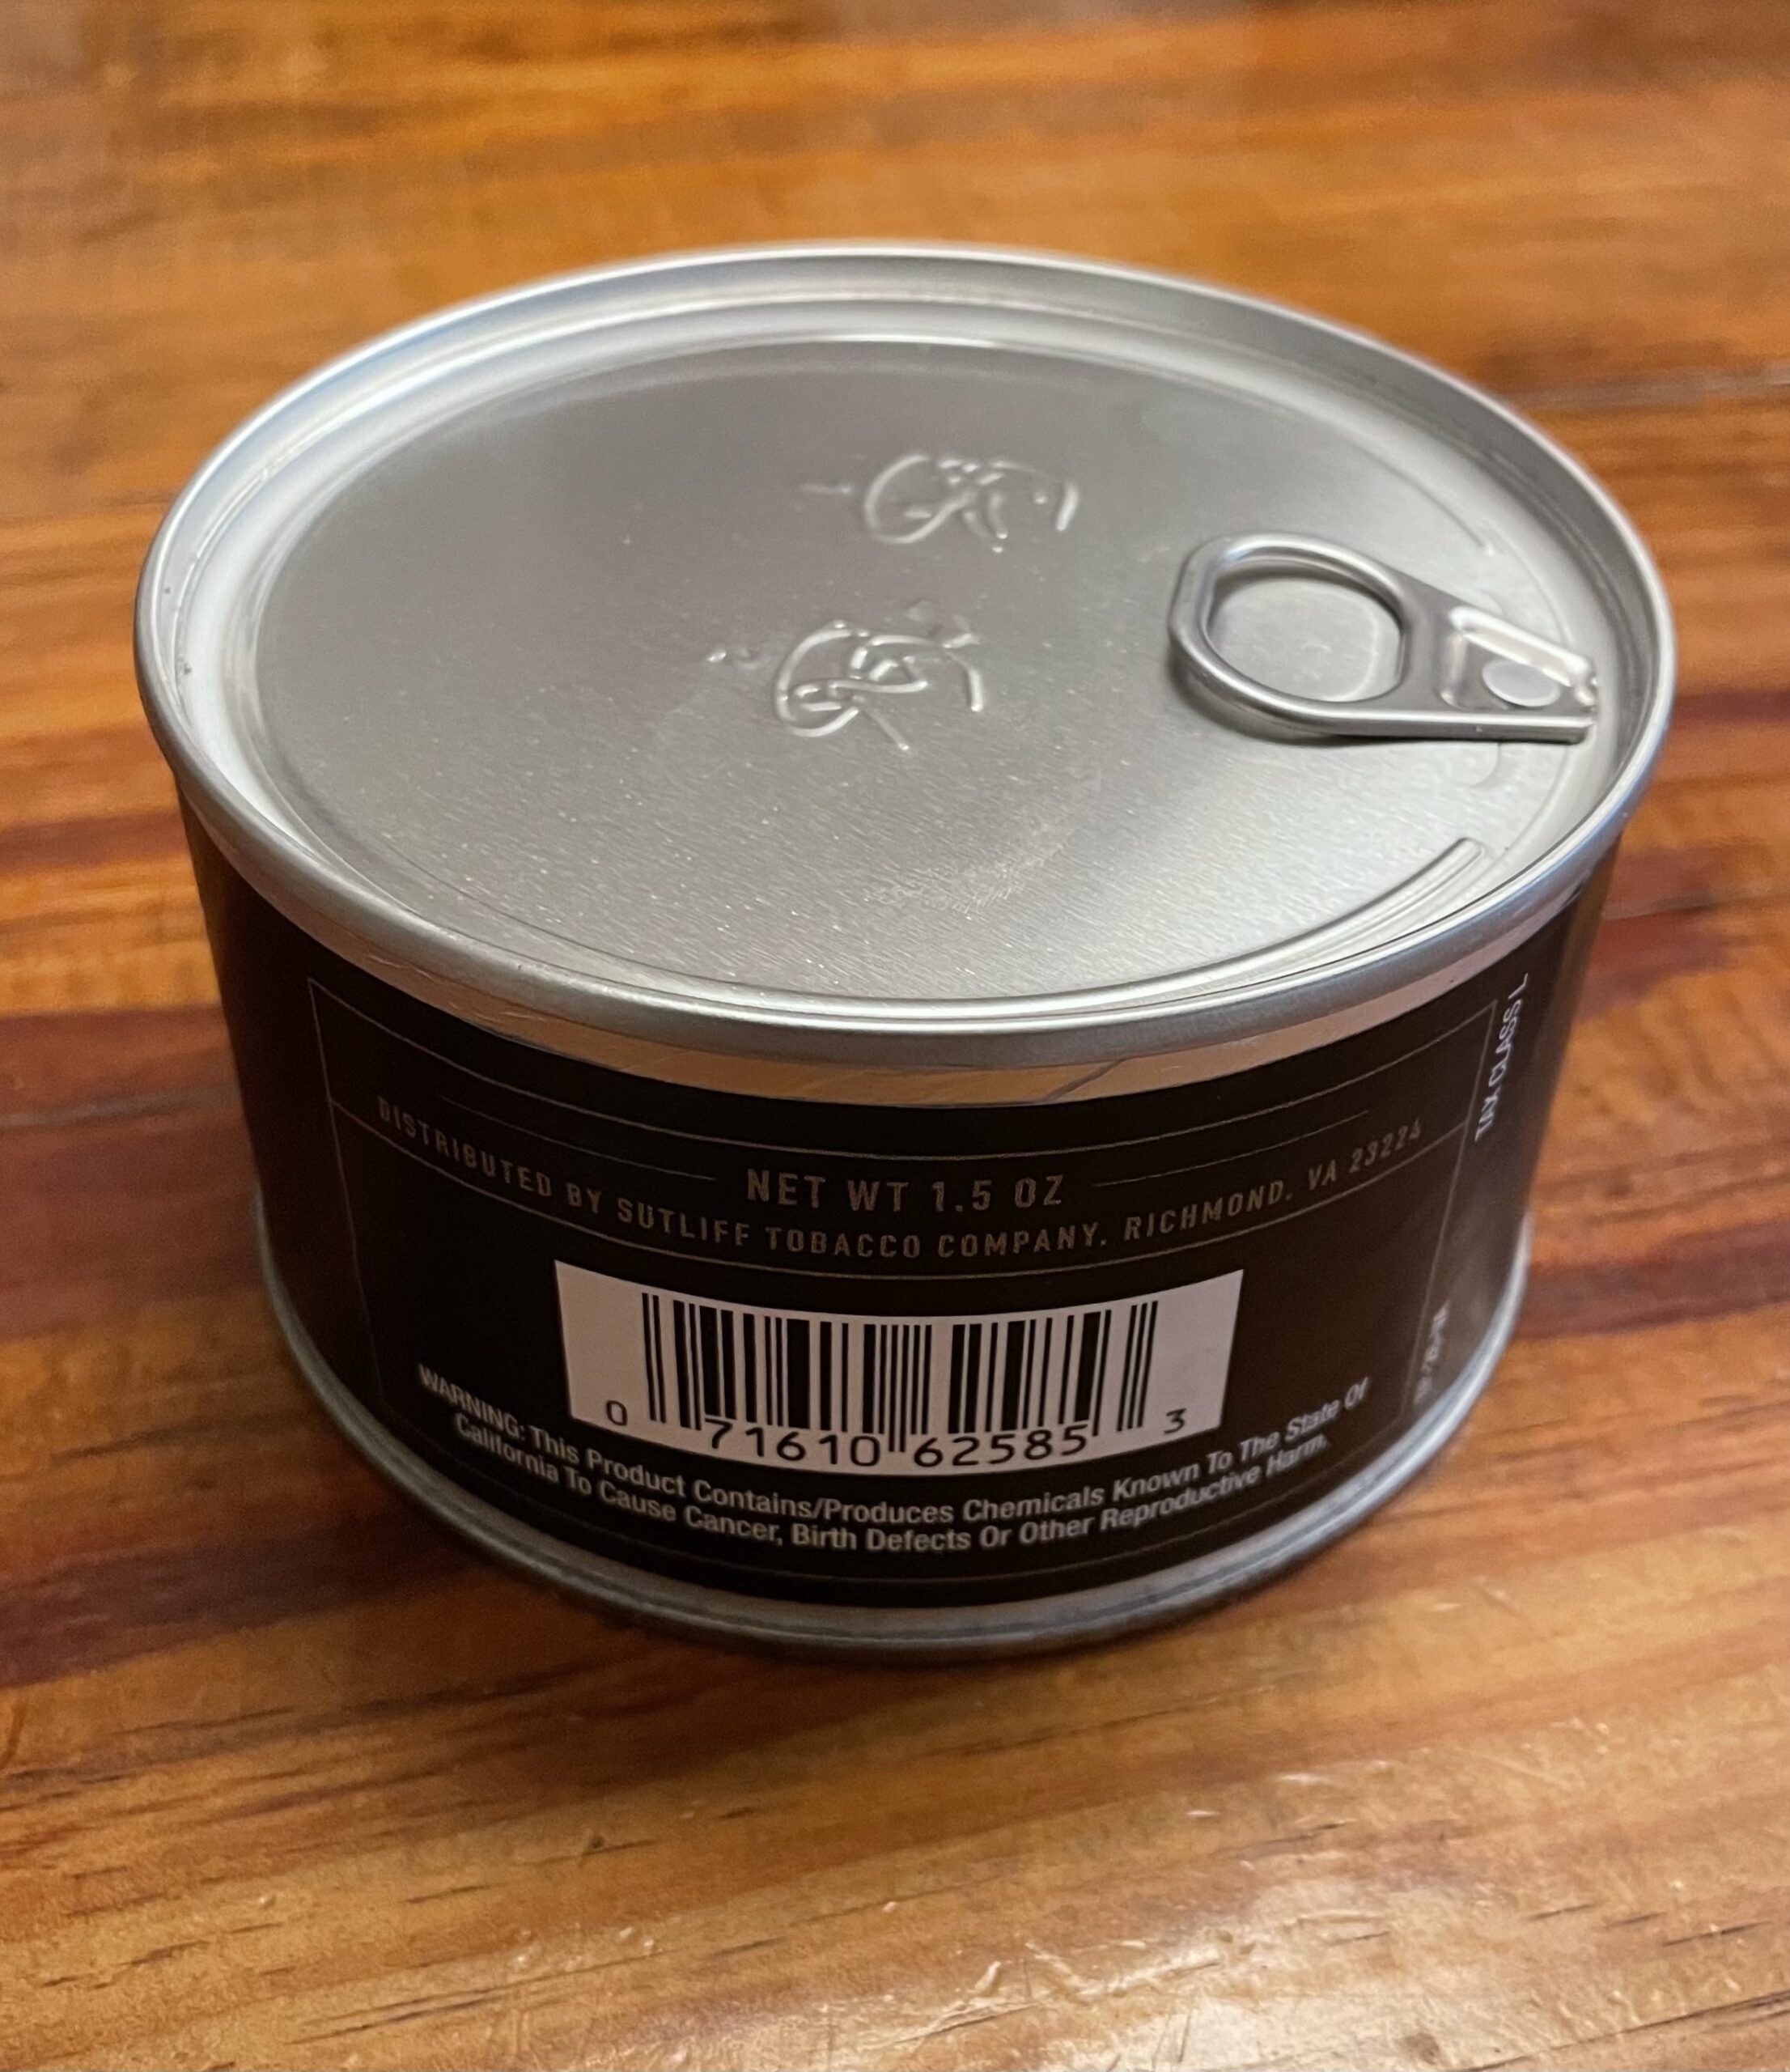 NET WT 1.5 OZ
DISTRIBUTED BY SUTLIFF TOBACCO COMPANY. RICHMOND. VA 23224
TAX CLASS L
0 71610 62585 3
WARNING: This Product Contains/Produces Chemicals Known To The State Of
California To Cause Cancer, Birth Defects Or Other Reproductive Harm.